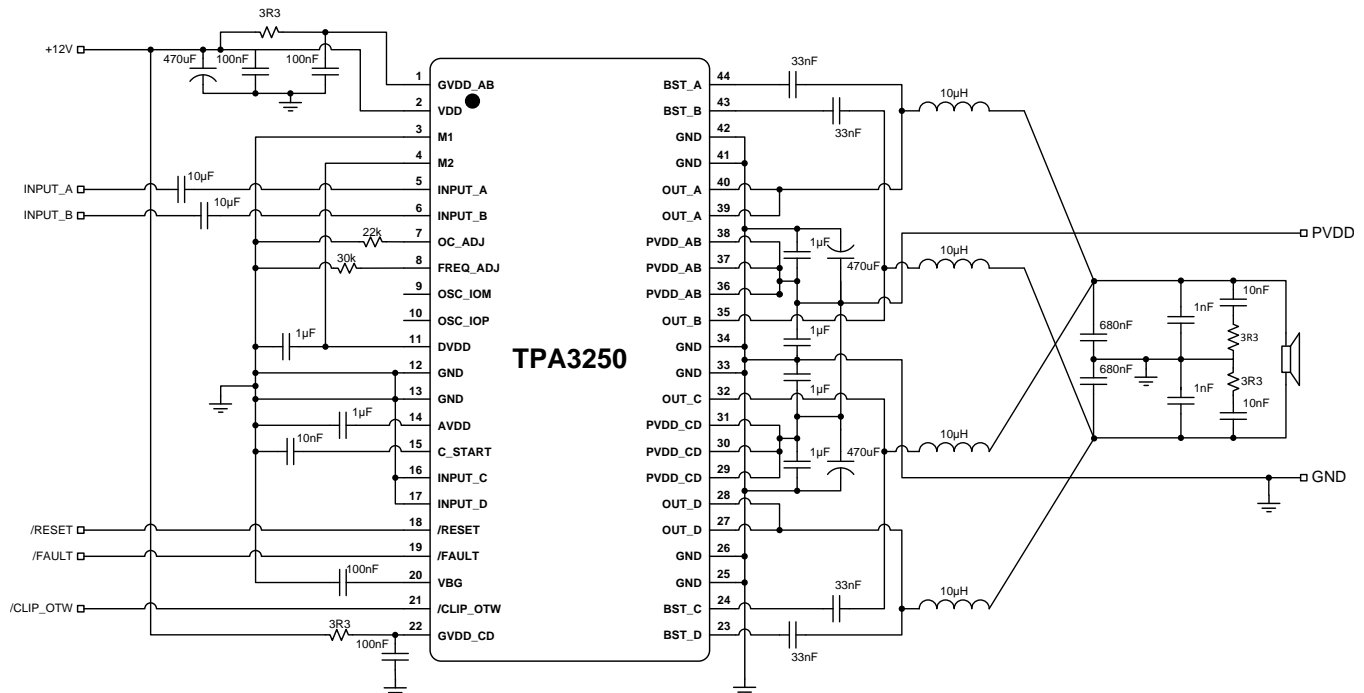 3R3
+12V
470uF
100nF
100nF
33nF
10µH
33nF
1
GVDD_AB
2
VDD
3
M1
4
M2
5
INPUT_A
6
INPUT_B
7
OC_ADJ
8
FREQ_ADJ
9
OSC_IOM
10
OSC_IOP
11
DVDD
12
GND
13
GND
14
AVDD
15
C_START
16
INPUT_C
17
INPUT_D
18
/RESET
19
/FAULT
20
VBG
21
/CLIP_OTW
22
GVDD_CD
TPA3250
44
BST_A
43
BST_B
42
GND
41
GND
40
OUT_A
39
OUT_A
38
PVDD_AB
37
PVDD_AB
36
PVDD_AB
35
OUT_B
34
GND
33
GND
32
OUT_C
31
PVDD_CD
30
PVDD_CD
29
PVDD_CD
28
OUT_D
27
OUT_D
26
GND
25
GND
24
BST_C
23
BST_D
INPUT_A
10µF
INPUT_B
10µF
22k
30k
1µF
1µF
10nF
/RESET
/FAULT
100nF
/CLIP_OTW
3R3
100nF
1µF
470uF
1µF
1µF
1µF
470uF
10µH
10µH
10µH
33nF
33nF
PVDD
680nF
680nF
1nF
1nF
10nF
3R3
3R3
10nF
GND